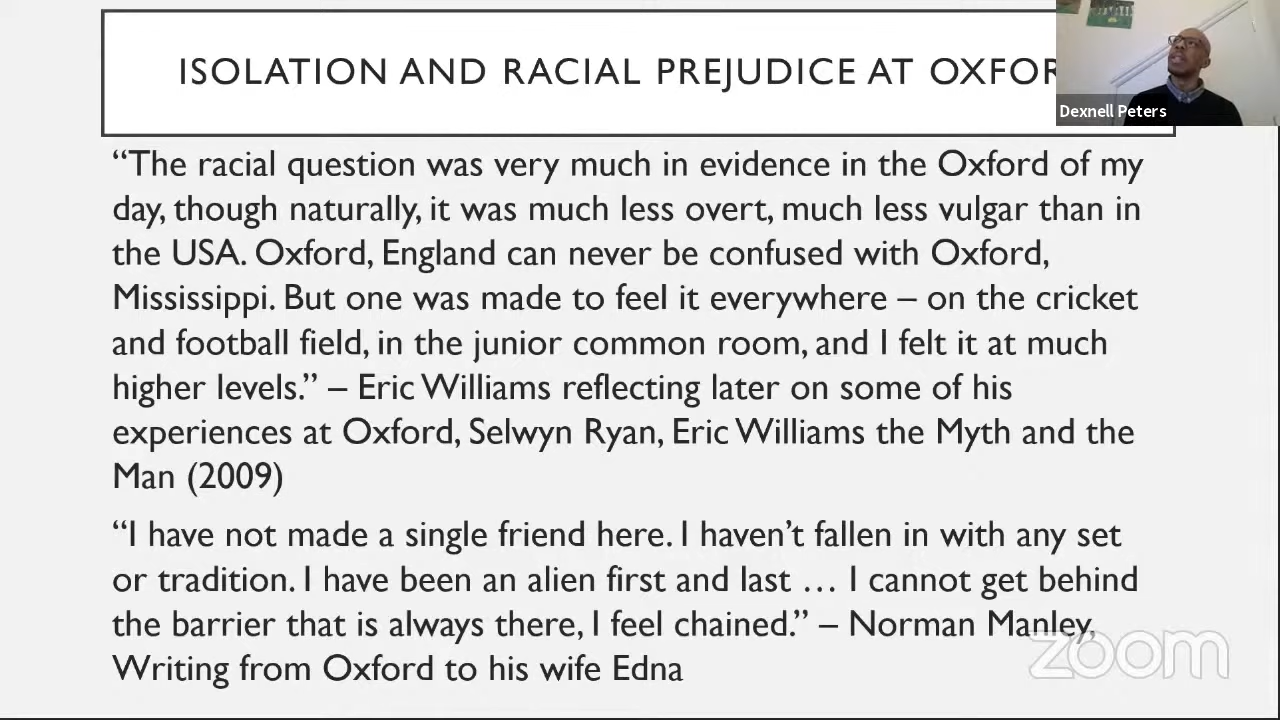 ISOLATION AND RACIAL PREJUDICE AT OXFOR
Dexnell Peters
“The racial question was very much in evidence in the Oxford of my
day, though naturally, it was much less overt, much less vulgar than in
the USA. Oxford, England can never be confused with Oxford,
Mississippi. But one was made to feel it everywhere – on the cricket
and football field, in the junior common room, and I felt it at much
higher levels.” – Eric Williams reflecting later on some of his
experiences at Oxford, Selwyn Ryan, Eric Williams the Myth and the
Man (2009)
“I have not made a single friend here. I haven’t fallen in with any set
or tradition. I have been an alien first and last … I cannot get behind
the barrier that is always there, I feel chained.” – Norman Manley,
Writing from Oxford to his wife Edna
zoom